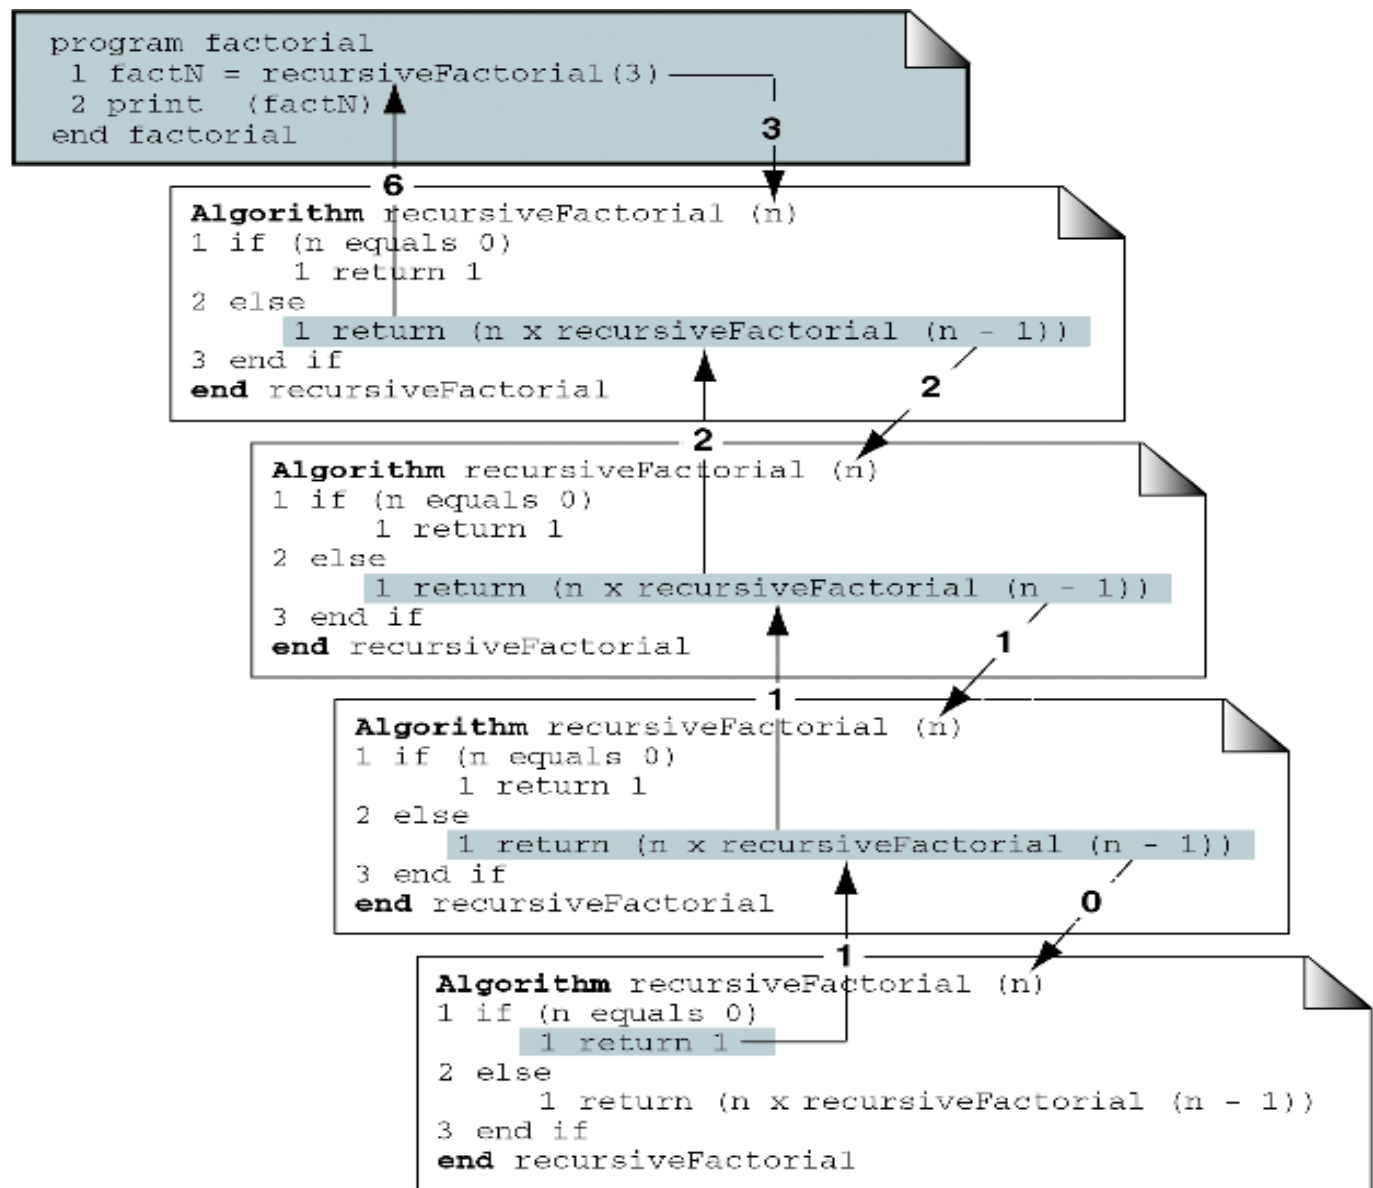 program factorial
1 factN = recursiveFactorial(3)
2 print (factN)
end factorial
3
6
Algorithm recursiveFactorial (n)
1 if (n equals 0)
1 return 1
2 else
1 return (n x recursiveFactorial (n - 1))
3 end if
end recursiveFactorial
2
2
Algorithm recursiveFactorial (n)
1 if (n equals 0)
1 return 1
2 else
1 return (n x recursiveFactorial (n - 1))
3 end if
end recursiveFactorial
1
1
Algorithm recursiveFactorial (n)
1 if (n equals 0)
1 return 1
2 else
1 return (n x recursiveFactorial (n - 1))
3 end if
end recursiveFactorial
0
1
Algorithm recursiveFactorial (n)
1 if (n equals 0)
1 return 1
2 else
1 return (n x recursiveFactorial (n - 1))
3 end if
end recursiveFactorial